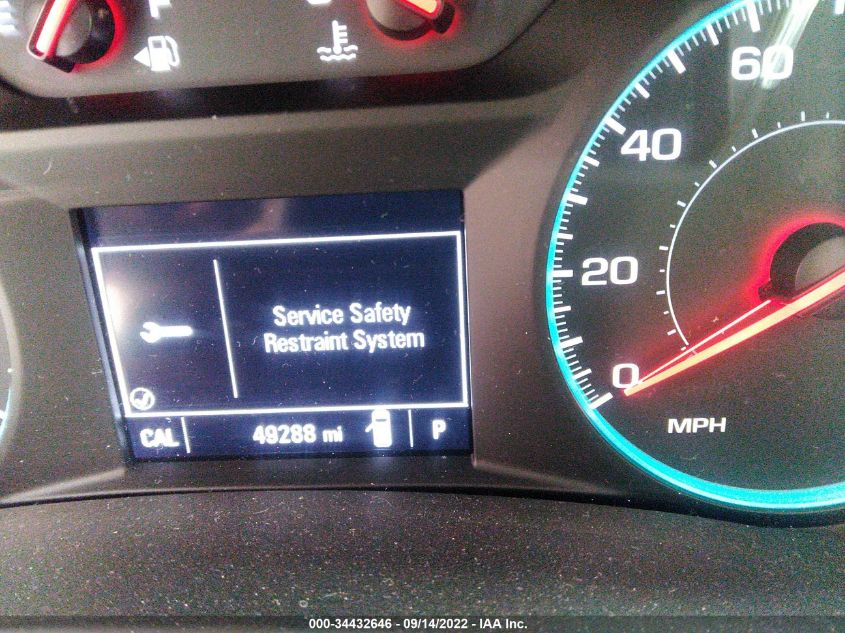 F
60
40
20
0
MPH
Service Safety
Restraint System
CAL
49288 mi
P
000-34432646 - 09/14/2022 - IAA Inc.